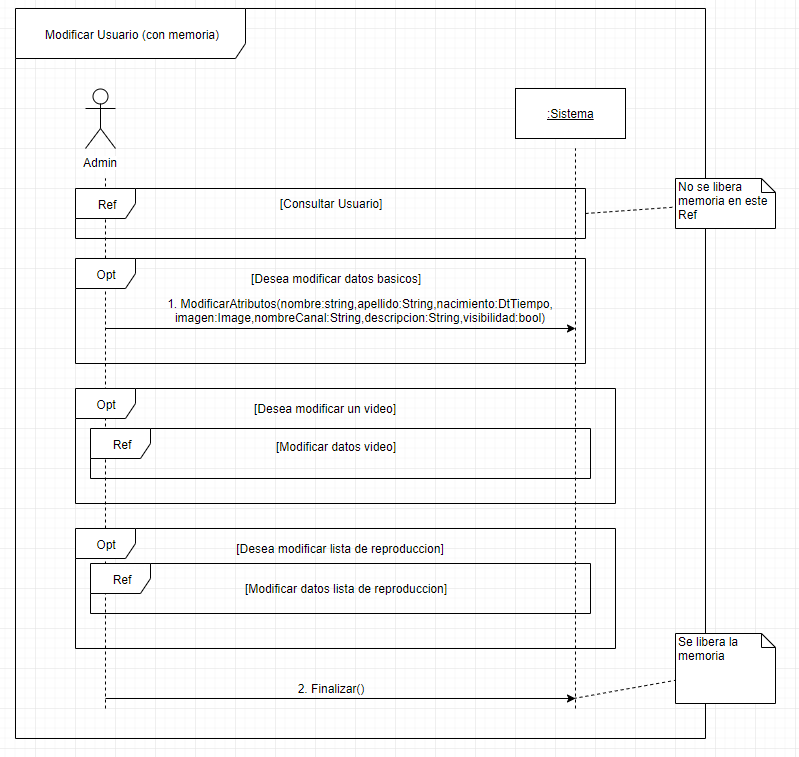 Modificar Usuario (con memoria)
:Sistema
Admin
Ref
[Consultar Usuario]
No se libera
memoria en este
Ref
Opt
[Desea modificar datos basicos]
1. ModificarAtributos(nombre:string,apellido:String,nacimiento:DtTiempo,
imagen:Image,nombreCanal:String,descripcion:String,visibilidad:bool)
Opt
[Desea modificar un video]
Ref
[Modificar datos video]
Opt
[Desea modificar lista de reproduccion]
Ref
[Modificar datos lista de reproduccion]
Se libera la
memoria
2. Finalizar()